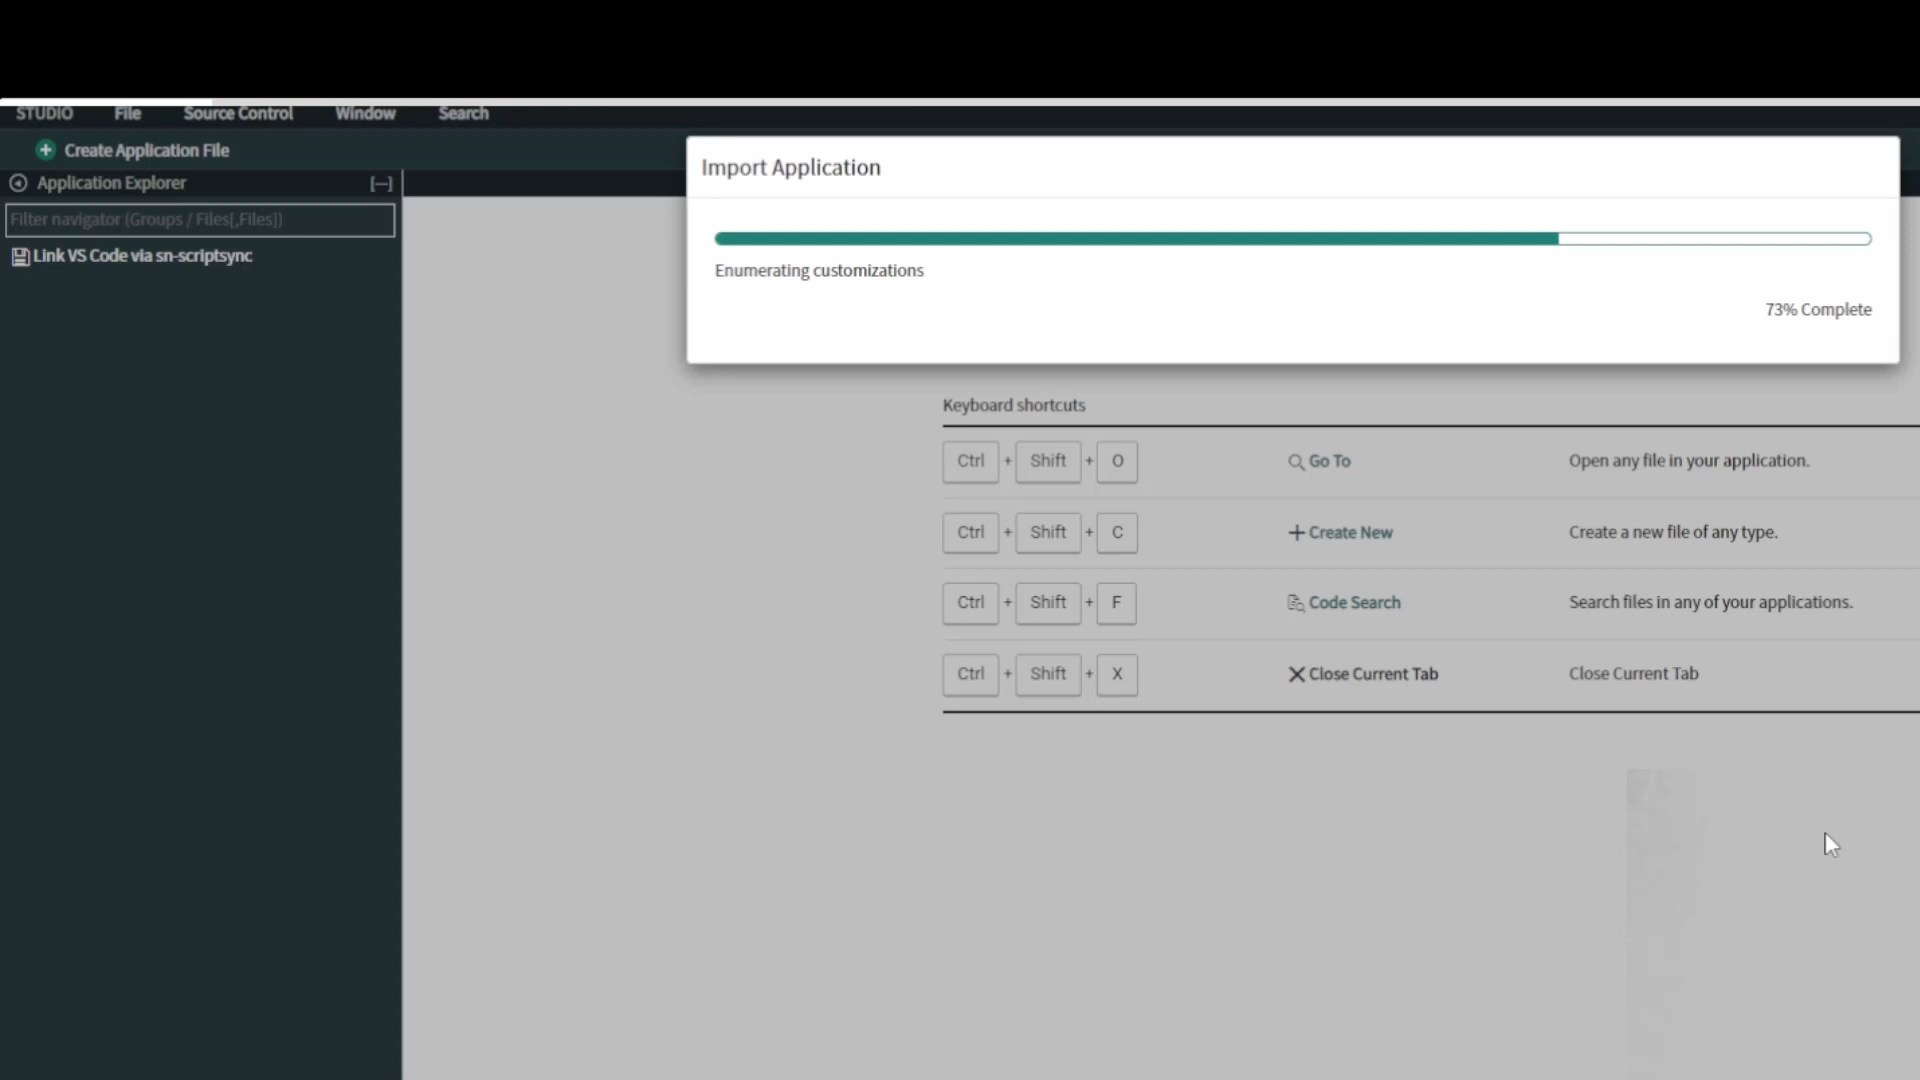 STUDIO File Source Control Window Search
Create Application File
Application Explorer [—]
Filter navigator (Groups / Files[,Files])
Link VS Code via sn-scriptsync
Import Application
Enumerating customizations
73% Complete
Keyboard shortcuts
Ctrl + Shift + O Go To Open any file in your application.
Ctrl + Shift + C Create New Create a new file of any type.
Ctrl + Shift + F Code Search Search files in any of your applications.
Ctrl + Shift + X Close Current Tab Close Current Tab